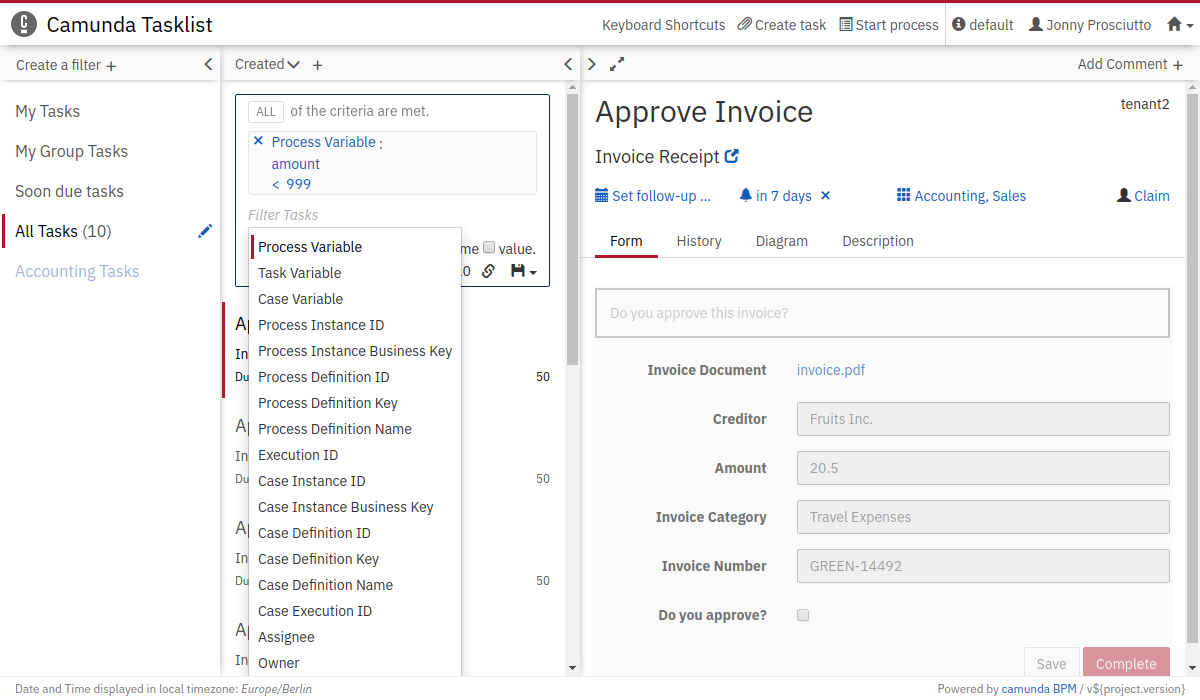 Camunda Tasklist
Keyboard Shortcuts Create task Start process default Jonny Prosciutto
Create a filter +
My Tasks
My Group Tasks
Soon due tasks
All Tasks (10)
Accounting Tasks
Created +
ALL of the criteria are met.
Process Variable :
amount
< 999
Filter Tasks
me value.
.0
Process Variable
Task Variable
Case Variable
Process Instance ID
Process Instance Business Key
Process Definition ID
Process Definition Key
Process Definition Name
Execution ID
Case Instance ID
Case Instance Business Key
Case Definition ID
Case Definition Key
Case Definition Name
Case Execution ID
Assignee
Owner
In
Du
50
In
Du
50
In
Du
50
In
Add Comment +
Approve Invoice
tenant2
Invoice Receipt
Set follow-up ... in 7 days × Accounting, Sales Claim
Form History Diagram Description
Do you approve this invoice?
Invoice Document invoice.pdf
Creditor Fruits Inc.
Amount 20.5
Invoice Category Travel Expenses
Invoice Number GREEN-14492
Do you approve?
Save Complete
Date and Time displayed in local timezone: Europe/Berlin
Powered by camunda BPM / v${project.version}